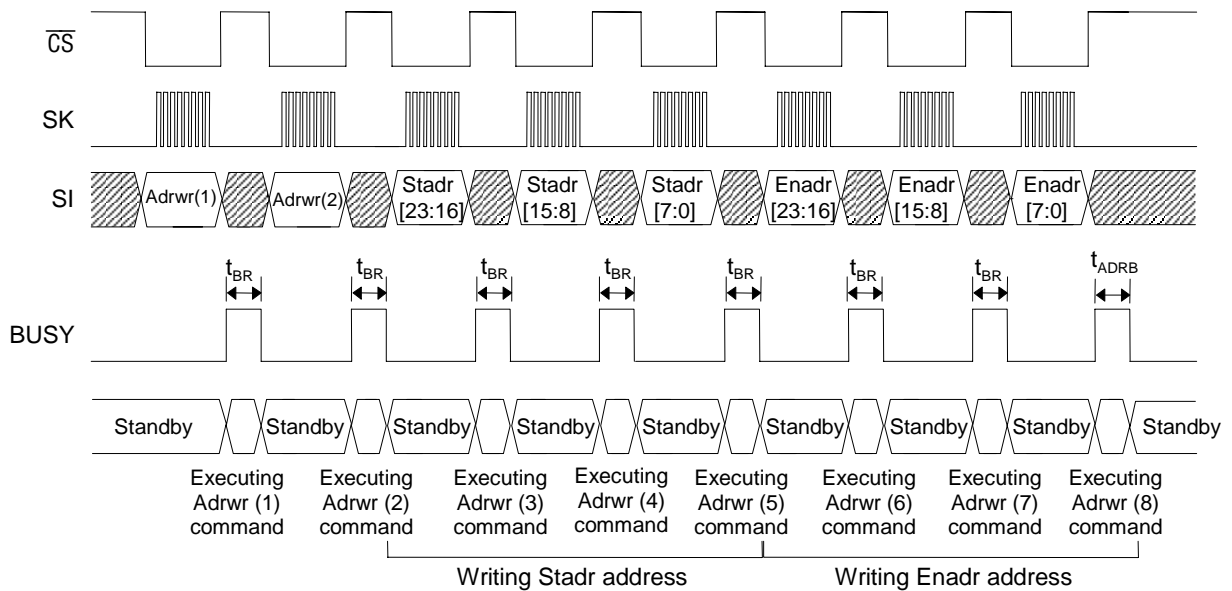 CS
SK
SI
Adrwr(1) Adrwr(2) Stadr Stadr Stadr Enadr Enadr Enadr
[23:16] [15:8] [7:0] [23:16] [15:8] [7:0]
tBR tBR tBR tBR tBR tBR tBR tADRB
BUSY
Standby Standby Standby Standby Standby Standby Standby Standby Standby
Executing Executing Executing Executing Executing Executing Executing Executing
Adrwr (1) Adrwr (2) Adrwr (3) Adrwr (4) Adrwr (5) Adrwr (6) Adrwr (7) Adrwr (8)
command command command command command command command command
Writing Stadr address Writing Enadr address